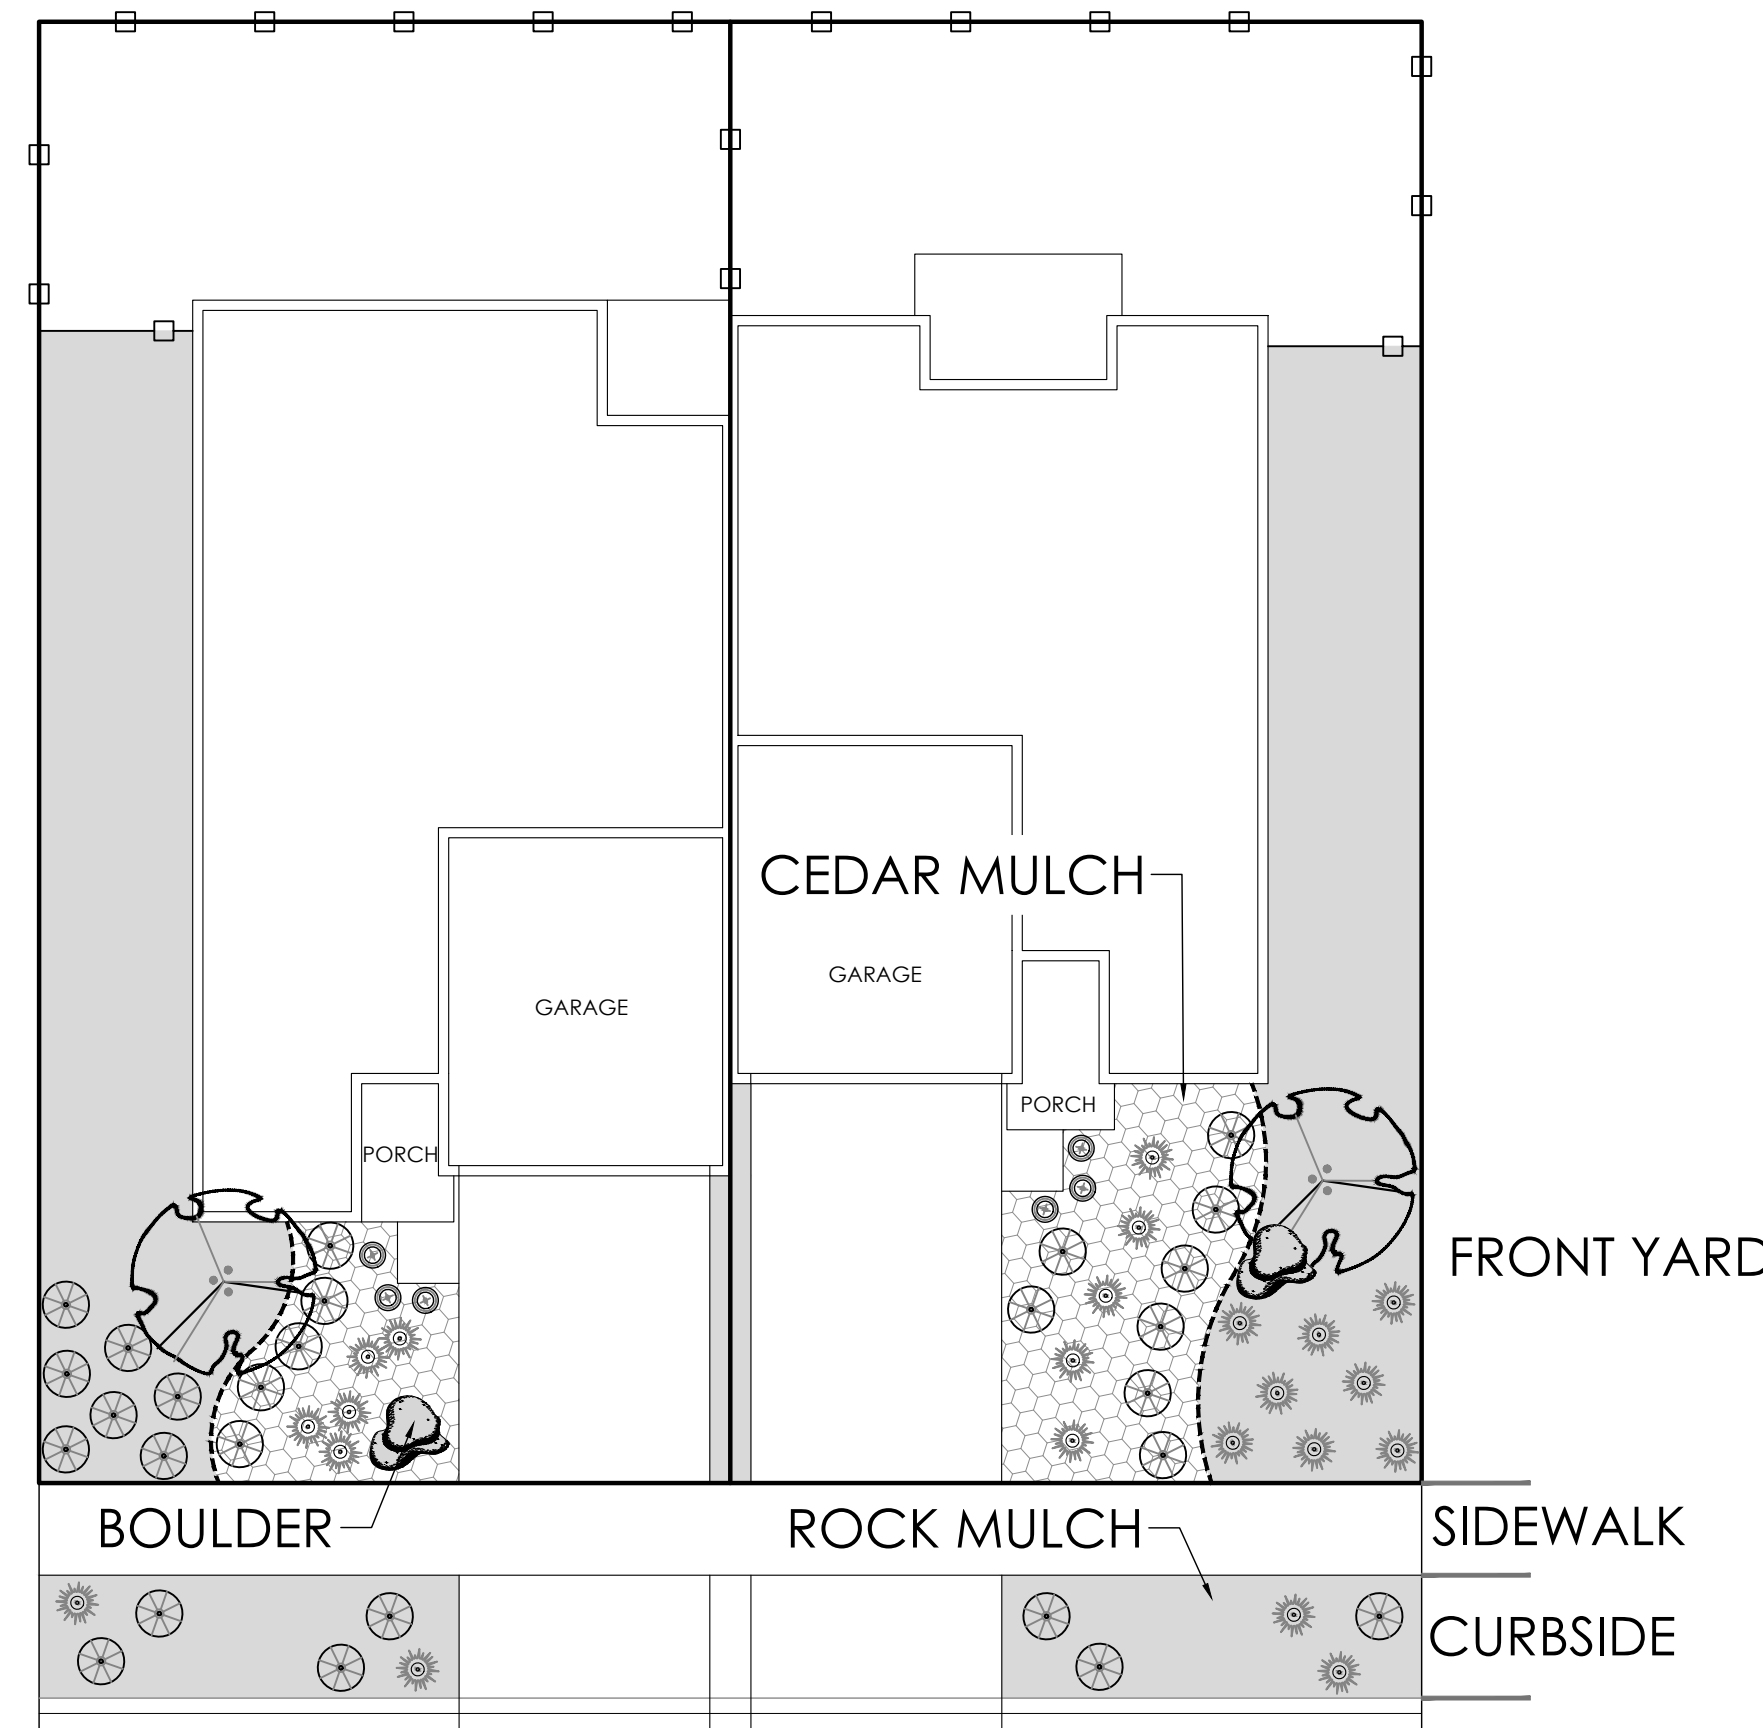 CEDAR MULCH
GARAGE
GARAGE
PORCH
PORCH
FRONT YARD
BOULDER
ROCK MULCH
SIDEWALK
CURBSIDE